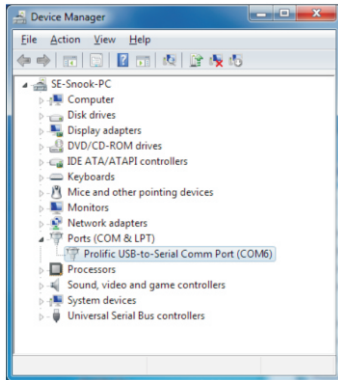 Device Manager
File Action View Help
SE-Snook-PC
Computer
Disk drives
Display adapters
DVD/CD-ROM drives
IDE ATA/ATAPI controllers
Keyboards
Mice and other pointing devices
Monitors
Network adapters
Ports (COM & LPT)
Prolific USB-to-Serial Comm Port (COM6)
Processors
Sound, video and game controllers
System devices
Universal Serial Bus controllers